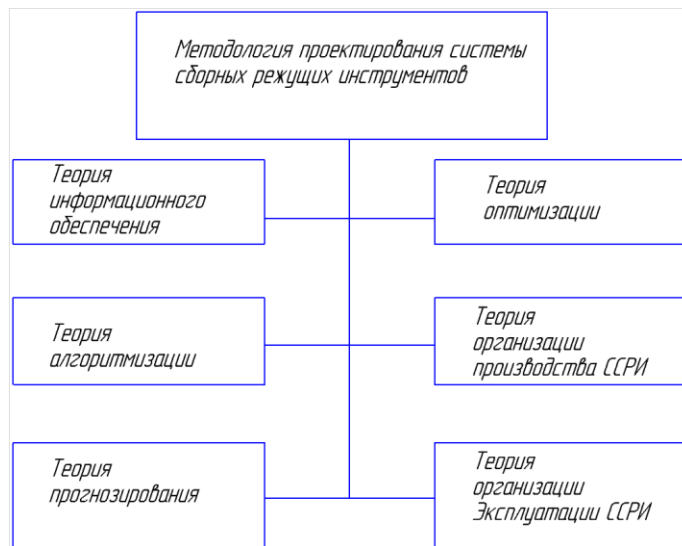 Методология проектирования системы
сборных режущих инструментов
Теория
информационного
обеспечения
Теория
оптимизации
Теория
алгоритмизации
Теория
организации
производства ССРИ
Теория
прогнозирования
Теория
организации
Эксплуатации ССРИ